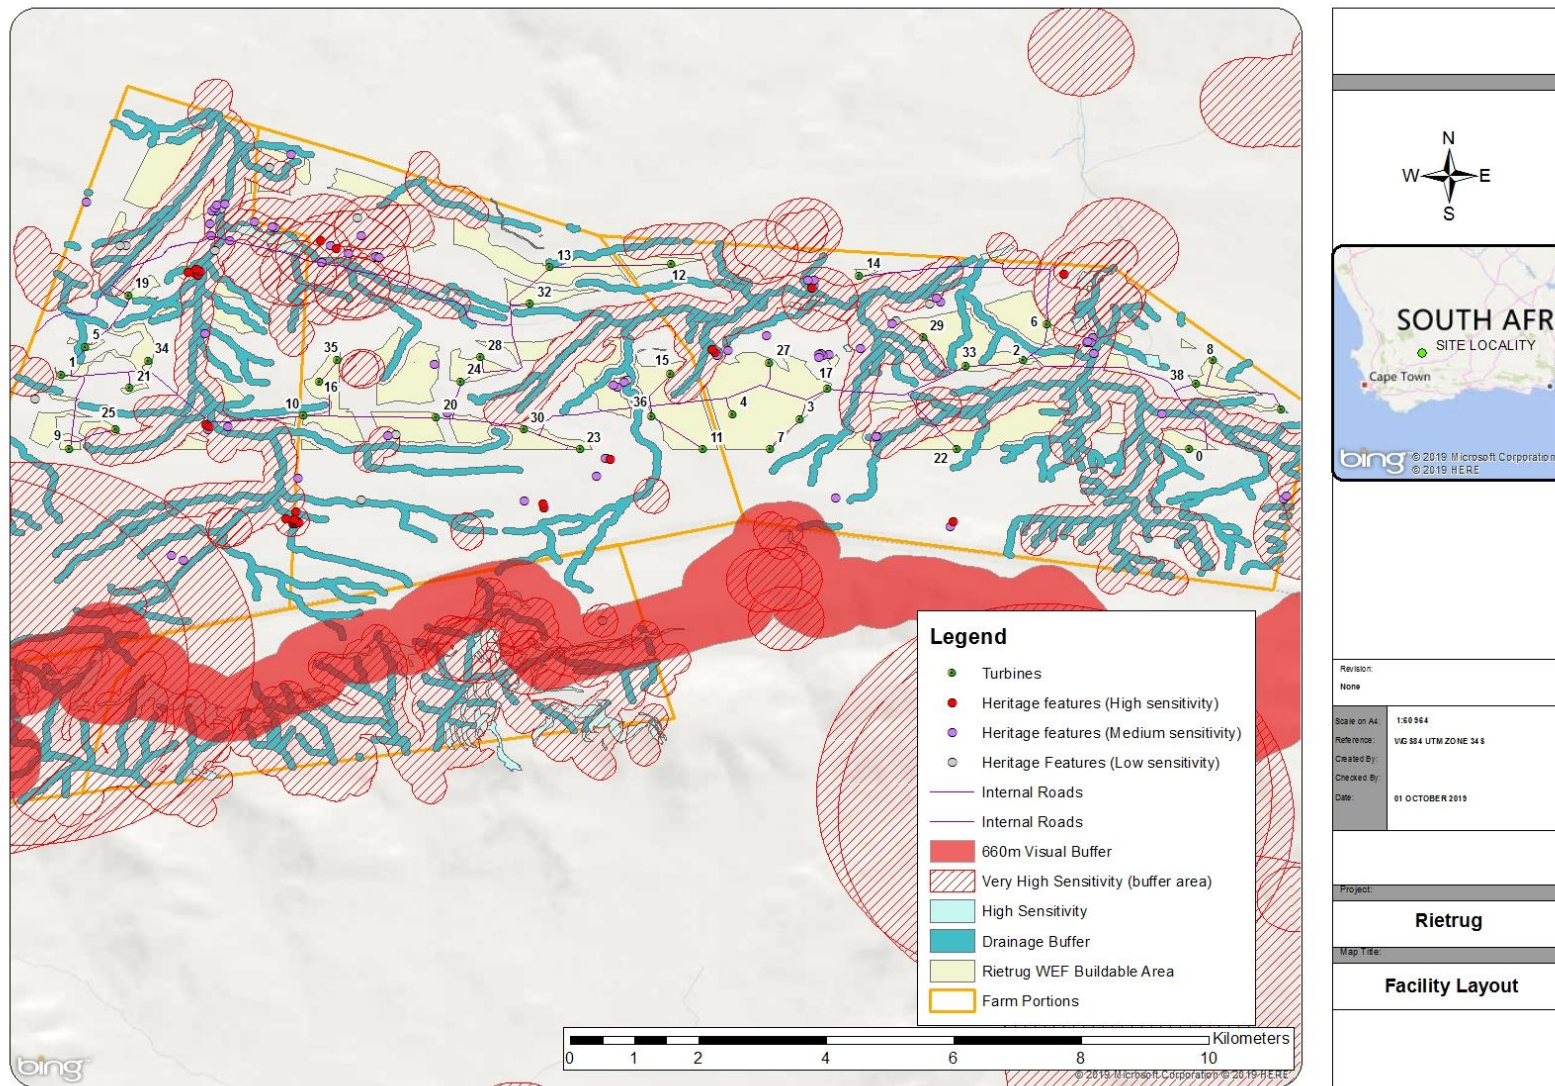 13
12
14
32
19
5
1
34
21
25
9
35
16
10
28
24
20
30
23
36
15
4
11
27
17
3
7
29
33
2
6
22
8
38
0
Legend
Turbines
Heritage features (High sensitivity)
Heritage features (Medium sensitivity)
Heritage Features (Low sensitivity)
Internal Roads
Internal Roads
660m Visual Buffer
Very High Sensitivity (buffer area)
High Sensitivity
Drainage Buffer
Rietrug WEF Buildable Area
Farm Portions
Kilometers
0 1 2 4 6 8 10
bing
© 2019 Microsoft Corporation © 2019 HERE
N
W E
S
SOUTH AFR
SITE LOCALITY
Cape Town
bing
© 2019 Microsoft Corporation
© 2019 HERE
Revision:
None
Scale on A4: 1:60 964
Reference: WGS84 UTM ZONE 34S
Created By:
Checked By:
Date: 01 OCTOBER 2019
Project:
Rietrug
Map Title:
Facility Layout